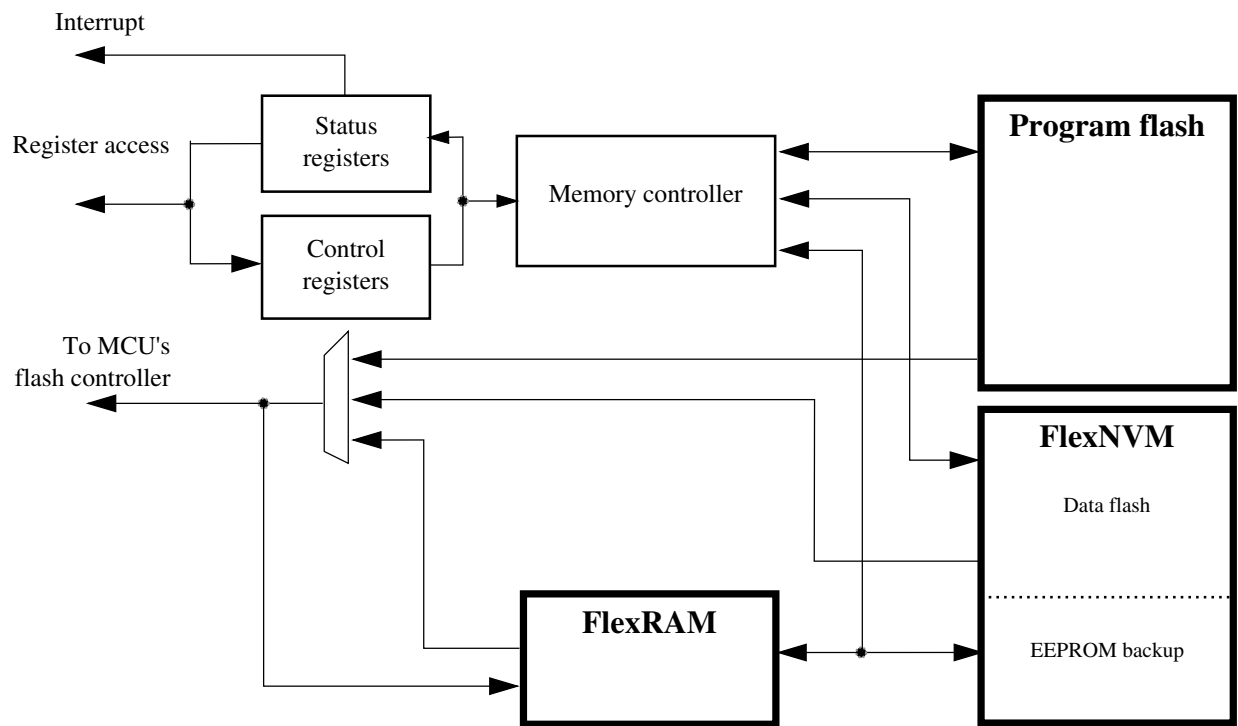 Interrupt
Status
registers
Register access
Control
registers
Memory controller
Program flash
To MCU's
flash controller
FlexNVM
Data flash
EEPROM backup
FlexRAM